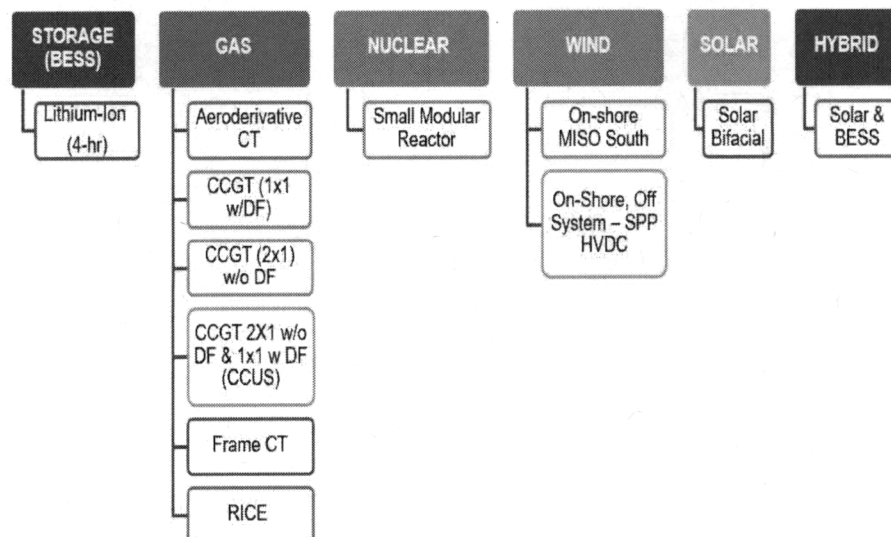 STORAGE
(BESS)
Lithium-Ion
(4-hr)
GAS
Aeroderivative
CT
CCGT (1x1
w/DF)
CCGT (2x1)
w/o DF
CCGT 2X1 w/o
DF & 1x1 w DF
(CCUS)
Frame CT
RICE
NUCLEAR
Small Modular
Reactor
WIND
On-shore
MISO South
On-Shore, Off
System – SPP
HVDC
SOLAR
Solar
Bifacial
HYBRID
Solar &
BESS